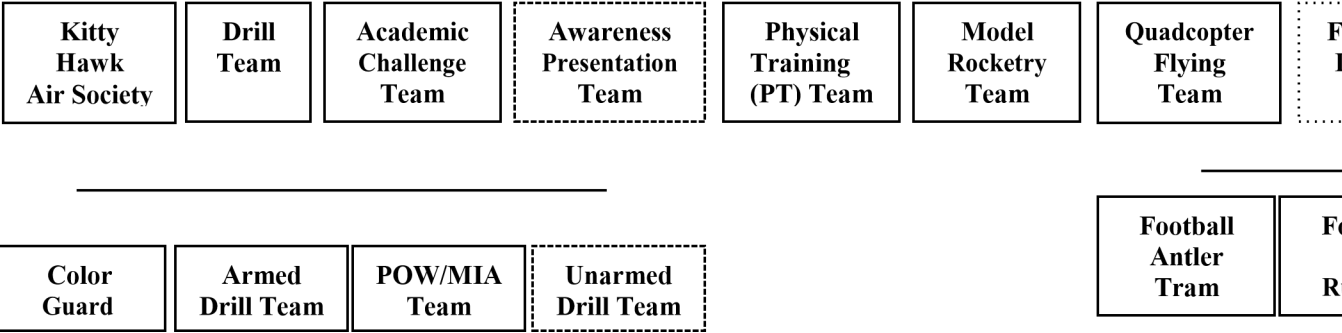 Kitty
Hawk
Air Society
Drill
Team
Academic
Challenge
Team
Awareness
Presentation
Team
Physical
Training
(PT) Team
Model
Rocketry
Team
Quadcopter
Flying
Team
Color
Guard
Armed
Drill Team
POW/MIA
Team
Unarmed
Drill Team
Football
Antler
Tram